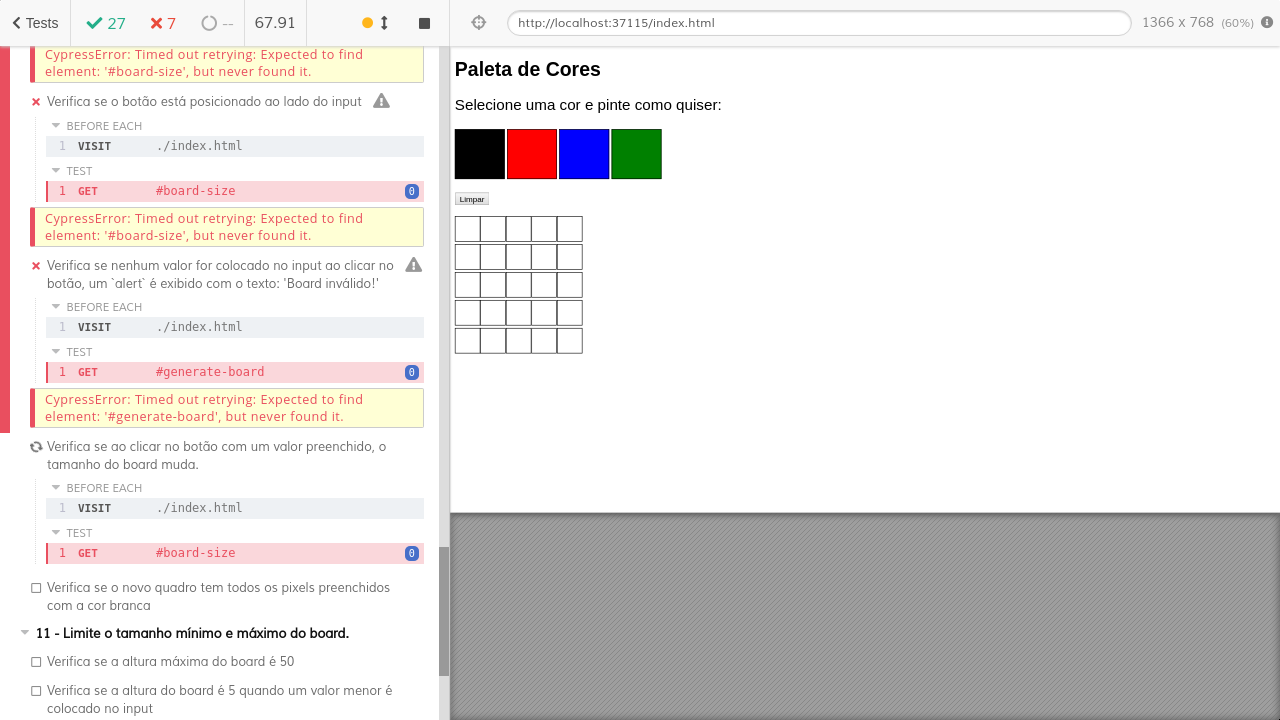 Tests 27 7 -- 67.91 http://localhost:37115/index.html 1366 x 768 (60%)
CypressError: Timed out retrying: Expected to find
element: '#board-size', but never found it.
Verifica se o botão está posicionado ao lado do input
BEFORE EACH
1 VISIT ./index.html
TEST
1 GET #board-size 0
CypressError: Timed out retrying: Expected to find
element: '#board-size', but never found it.
Verifica se nenhum valor for colocado no input ao clicar no
botão, um `alert` é exibido com o texto: 'Board inválido!'
BEFORE EACH
1 VISIT ./index.html
TEST
1 GET #generate-board 0
CypressError: Timed out retrying: Expected to find
element: '#generate-board', but never found it.
Verifica se ao clicar no botão com um valor preenchido, o
tamanho do board muda.
BEFORE EACH
1 VISIT ./index.html
TEST
1 GET #board-size 0
Verifica se o novo quadro tem todos os pixels preenchidos
com a cor branca
11 - Limite o tamanho mínimo e máximo do board.
Verifica se a altura máxima do board é 50
Verifica se a altura do board é 5 quando um valor menor é
colocado no input
Paleta de Cores
Selecione uma cor e pinte como quiser:
Limpar